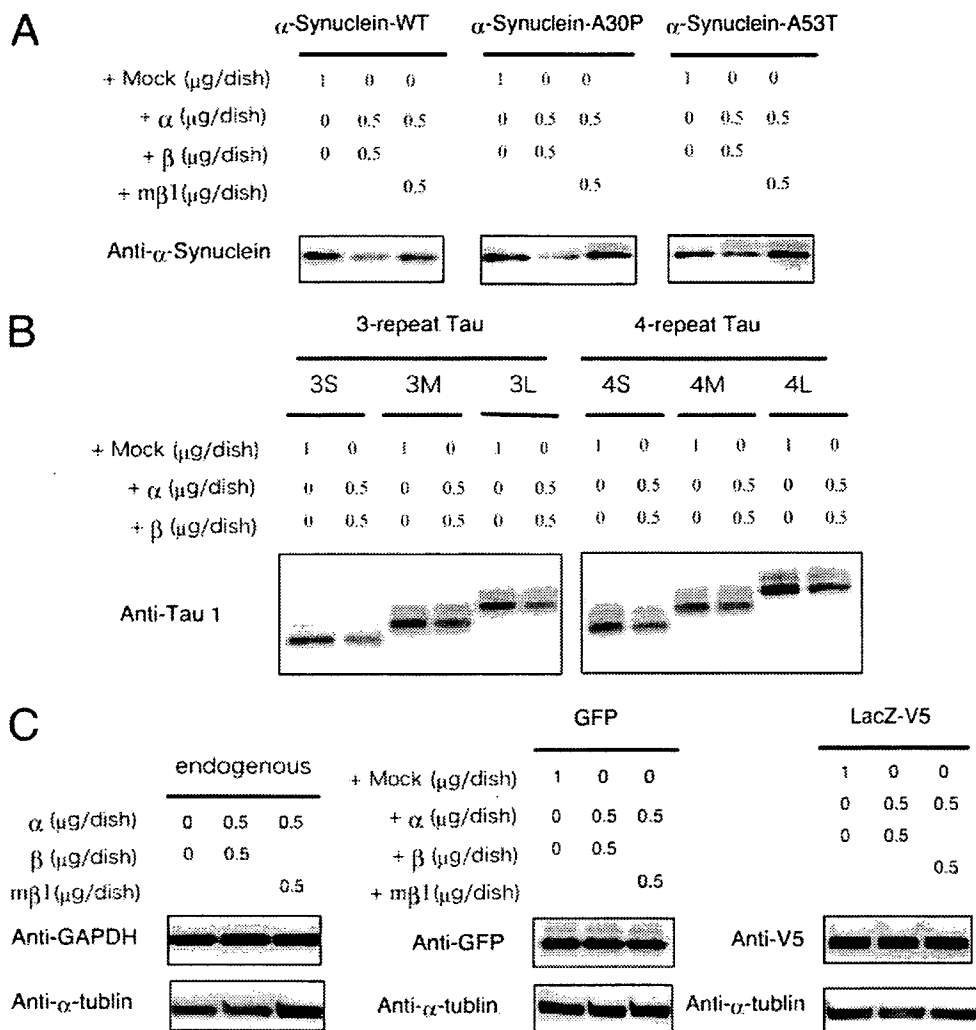 A
α-Synuclein-WT α-Synuclein-A30P α-Synuclein-A53T
+ Mock (μg/dish) 1 0 0 1 0 0 1 0 0
+ α (μg/dish) 0 0.5 0.5 0 0.5 0.5 0 0.5 0.5
+ β (μg/dish) 0 0.5 0 0.5 0 0.5
+ mβ1(μg/dish) 0.5 0.5 0.5
Anti-α-Synuclein
B
3-repeat Tau 4-repeat Tau
3S 3M 3L 4S 4M 4L
+ Mock (μg/dish) 1 0 1 0 1 0 1 0 1 0 1 0
+ α (μg/dish) 0 0.5 0 0.5 0 0.5 0 0.5 0 0.5 0 0.5
+ β (μg/dish) 0 0.5 0 0.5 0 0.5 0 0.5 0 0.5 0 0.5
Anti-Tau 1
C
endogenous
α (μg/dish) 0 0.5 0.5
β (μg/dish) 0 0.5
mβ1(μg/dish) 0.5
Anti-GAPDH
Anti-α-tublin
GFP
+ Mock (μg/dish) 1 0 0
+ α (μg/dish) 0 0.5 0.5
+ β (μg/dish) 0 0.5
+ mβ1(μg/dish) 0.5
Anti-GFP
Anti-α-tublin
LacZ-V5
1 0 0
0 0.5 0.5
0 0.5
0.5
Anti-V5
Anti-α-tublin